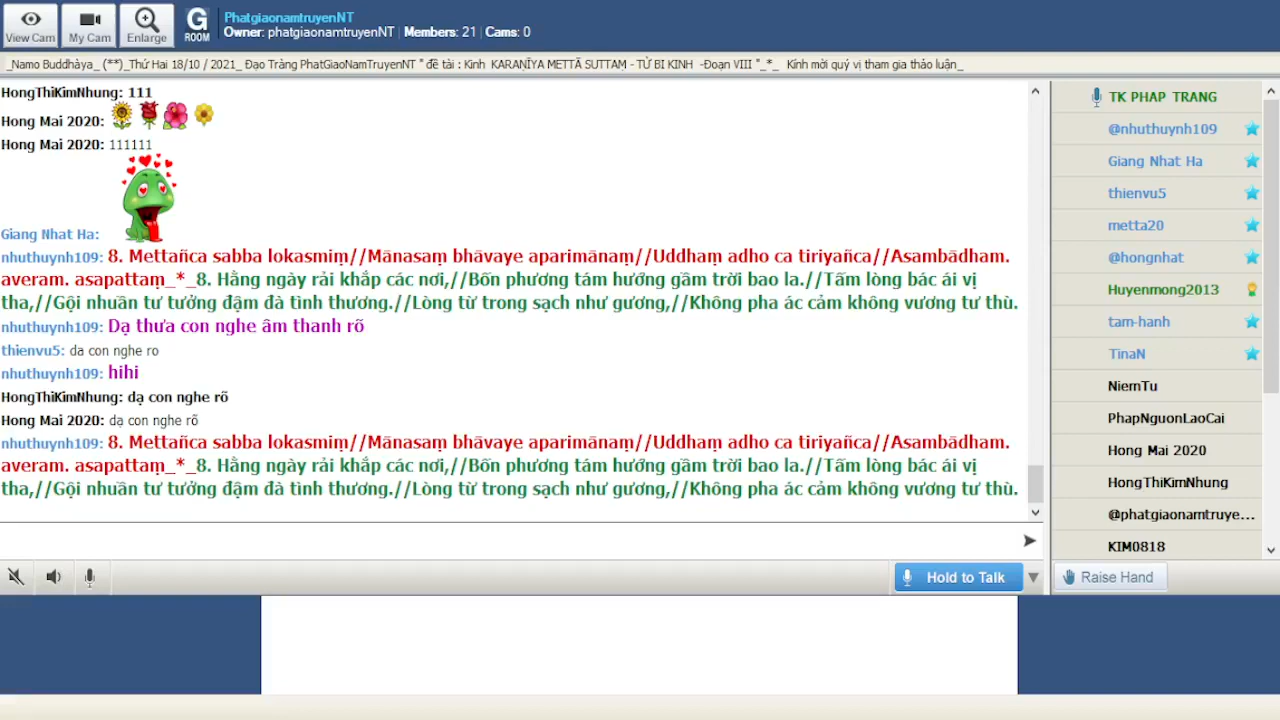 View Cam
My Cam
Enlarge
G
ROOM
PhatgiaonamtruyenNT
Owner: phatgiaonamtruyenNT | Members: 21 | Cams: 0
_Namo Buddhàya_ (**)_Thứ Hai 18/10 / 2021_ Đạo Tràng PhatGiaoNamTruyenNT " đề tài : Kinh KARAṆĪYA METTĀ SUTTAṂ - TỪ BI KINH -Đoạn VIII "_*_ Kính mời quý vị tham gia thảo luận_
HongThiKimNhung: 111
Hong Mai 2020:
Hong Mai 2020: 111111
Giang Nhat Ha:
nhuthuynh109: 8. Mettañca sabba lokasmiṃ//Mānasaṃ bhāvaye aparimānaṃ//Uddhaṃ adho ca tiriyañca//Asambādham.
averam. asapattaṃ_*_8. Hằng ngày rải khắp các nơi,//Bốn phương tám hướng gầm trời bao la.//Tấm lòng bác ái vị
tha,//Gội nhuần tư tưởng đậm đà tình thương.//Lòng từ trong sạch như gương,//Không pha ác cảm không vương tư thù.
nhuthuynh109: Dạ thưa con nghe âm thanh rõ
thienvu5: da con nghe ro
nhuthuynh109: hihi
HongThiKimNhung: dạ con nghe rõ
Hong Mai 2020: dạ con nghe rõ
nhuthuynh109: 8. Mettañca sabba lokasmiṃ//Mānasaṃ bhāvaye aparimānaṃ//Uddhaṃ adho ca tiriyañca//Asambādham.
averam. asapattaṃ_*_8. Hằng ngày rải khắp các nơi,//Bốn phương tám hướng gầm trời bao la.//Tấm lòng bác ái vị
tha,//Gội nhuần tư tưởng đậm đà tình thương.//Lòng từ trong sạch như gương,//Không pha ác cảm không vương tư thù.
TK PHAP TRANG
@nhuthuynh109
Giang Nhat Ha
thienvu5
metta20
@hongnhat
Huyenmong2013
tam-hanh
TinaN
NiemTu
PhapNguonLaoCai
Hong Mai 2020
HongThiKimNhung
@phatgiaonamtruye...
KIM0818
Hold to Talk
Raise Hand